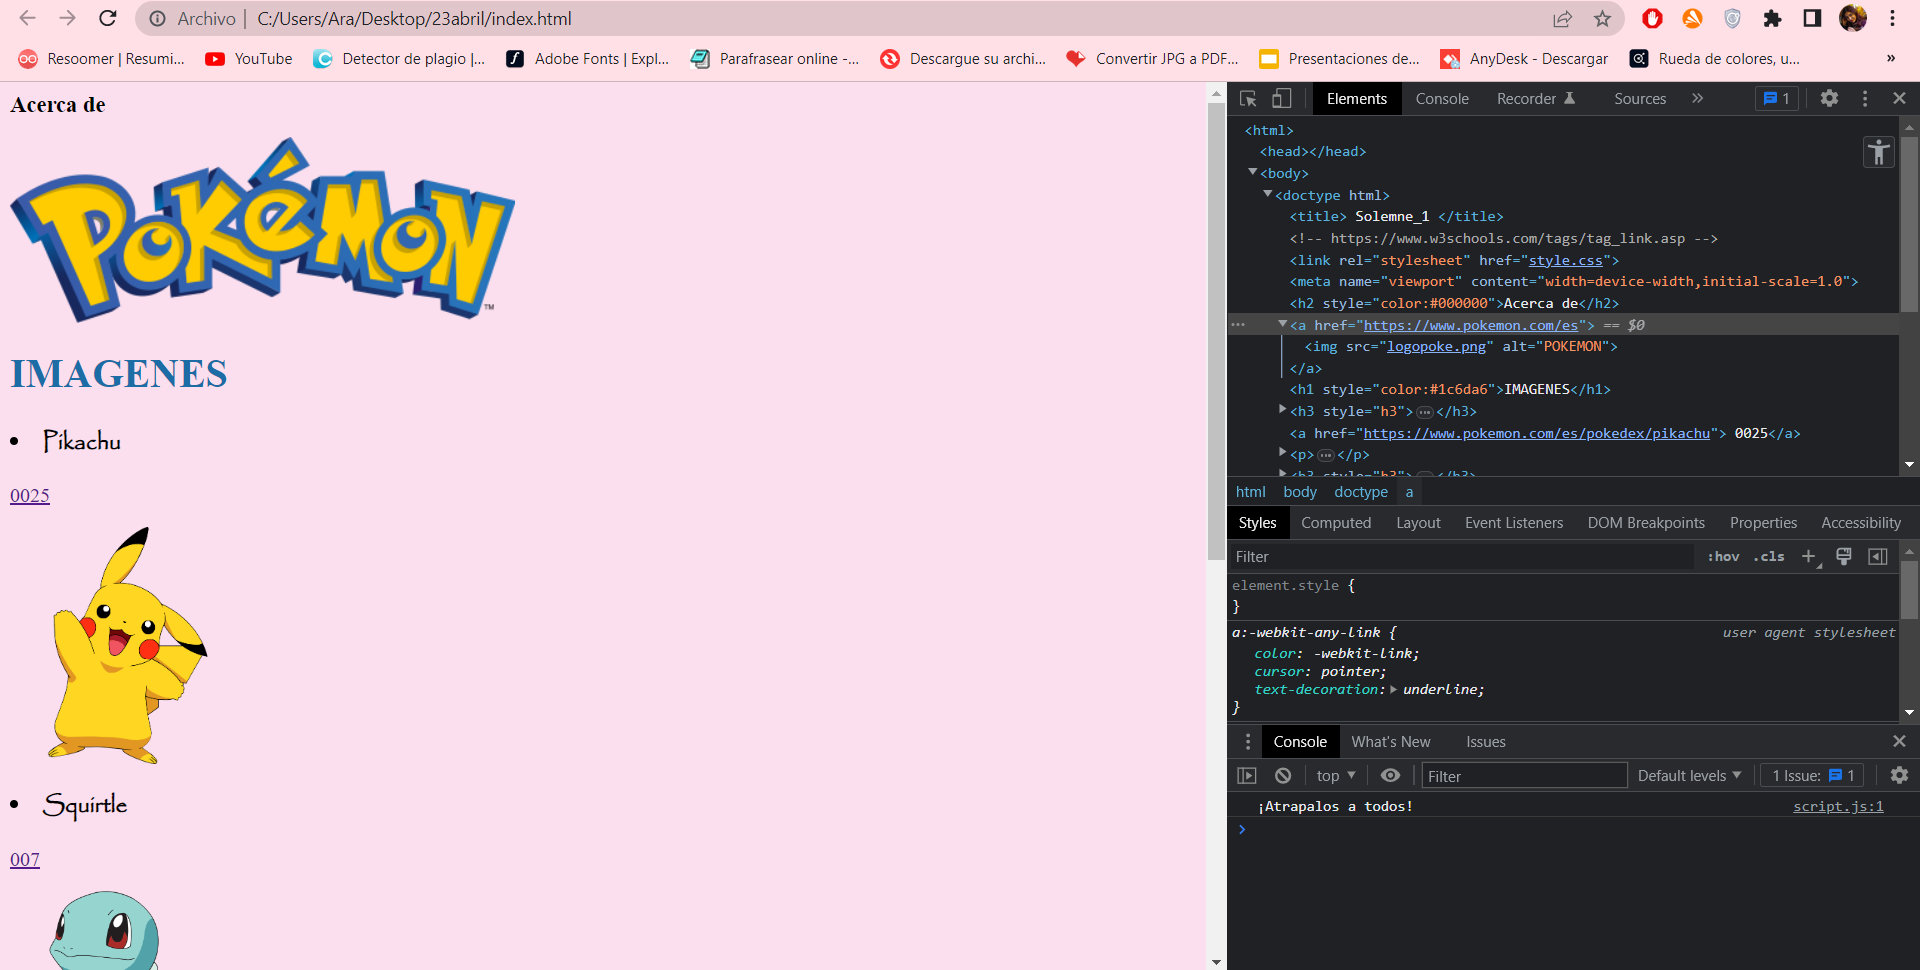 Archivo | C:/Users/Ara/Desktop/23abril/index.html
Resoomer | Resumi... YouTube Detector de plagio |... Adobe Fonts | Expl... Parafrasear online -... Descargue su archi... Convertir JPG a PDF... Presentaciones de... AnyDesk - Descargar Rueda de colores, u... »
Acerca de
POKéMON
TM
IMAGENES
• Pikachu
0025
• Squirtle
007
Elements Console Recorder Sources » 1
<html>
<head></head>
<body>
<doctype html>
<title> Solemne_1 </title>
<!-- https://www.w3schools.com/tags/tag_link.asp -->
<link rel="stylesheet" href="style.css">
<meta name="viewport" content="width=device-width,initial-scale=1.0">
<h2 style="color:#000000">Acerca de</h2>
<a href="https://www.pokemon.com/es"> == $0
<img src="logopoke.png" alt="POKEMON">
</a>
<h1 style="color:#1c6da6">IMAGENES</h1>
<h3 style="h3">…</h3>
<a href="https://www.pokemon.com/es/pokedex/pikachu"> 0025</a>
<p>…</p>
<h3 style="h3">…</h3>
html body doctype a
Styles Computed Layout Event Listeners DOM Breakpoints Properties Accessibility
Filter :hov .cls +
element.style {
}
a:-webkit-any-link { user agent stylesheet
color: -webkit-link;
cursor: pointer;
text-decoration: underline;
}
Console What's New Issues
top Filter Default levels 1 Issue: 1
¡Atrapalos a todos! script.js:1